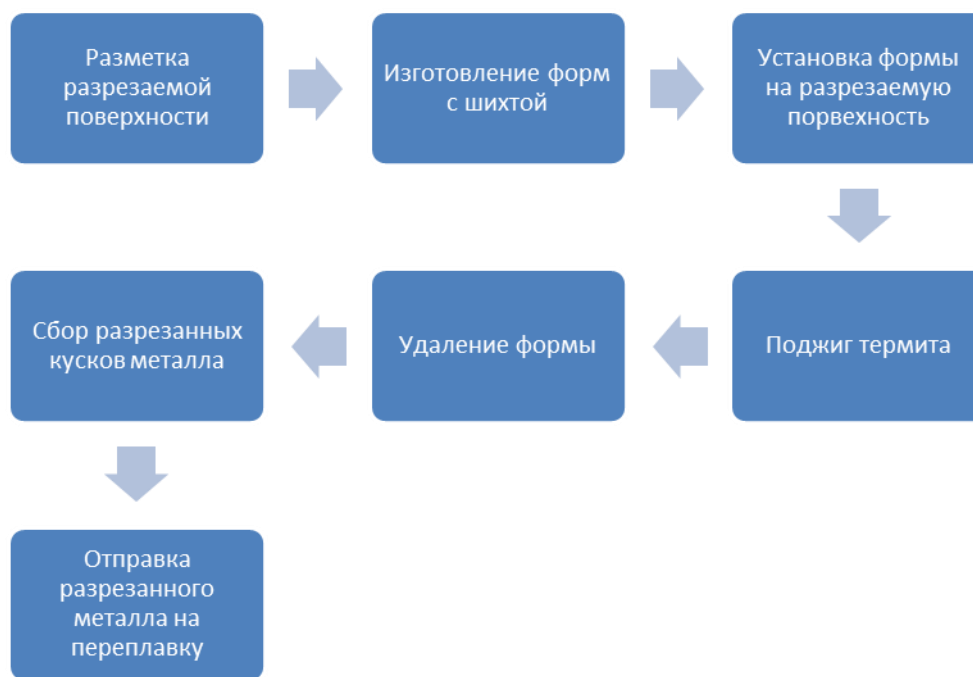 Разметка
разрезаемой
поверхности
Изготовление форм
с шихтой
Установка формы
на разрезаемую
порвехность
Поджиг термита
Удаление формы
Сбор разрезанных
кусков металла
Отправка
разрезанного
металла на
переплавку